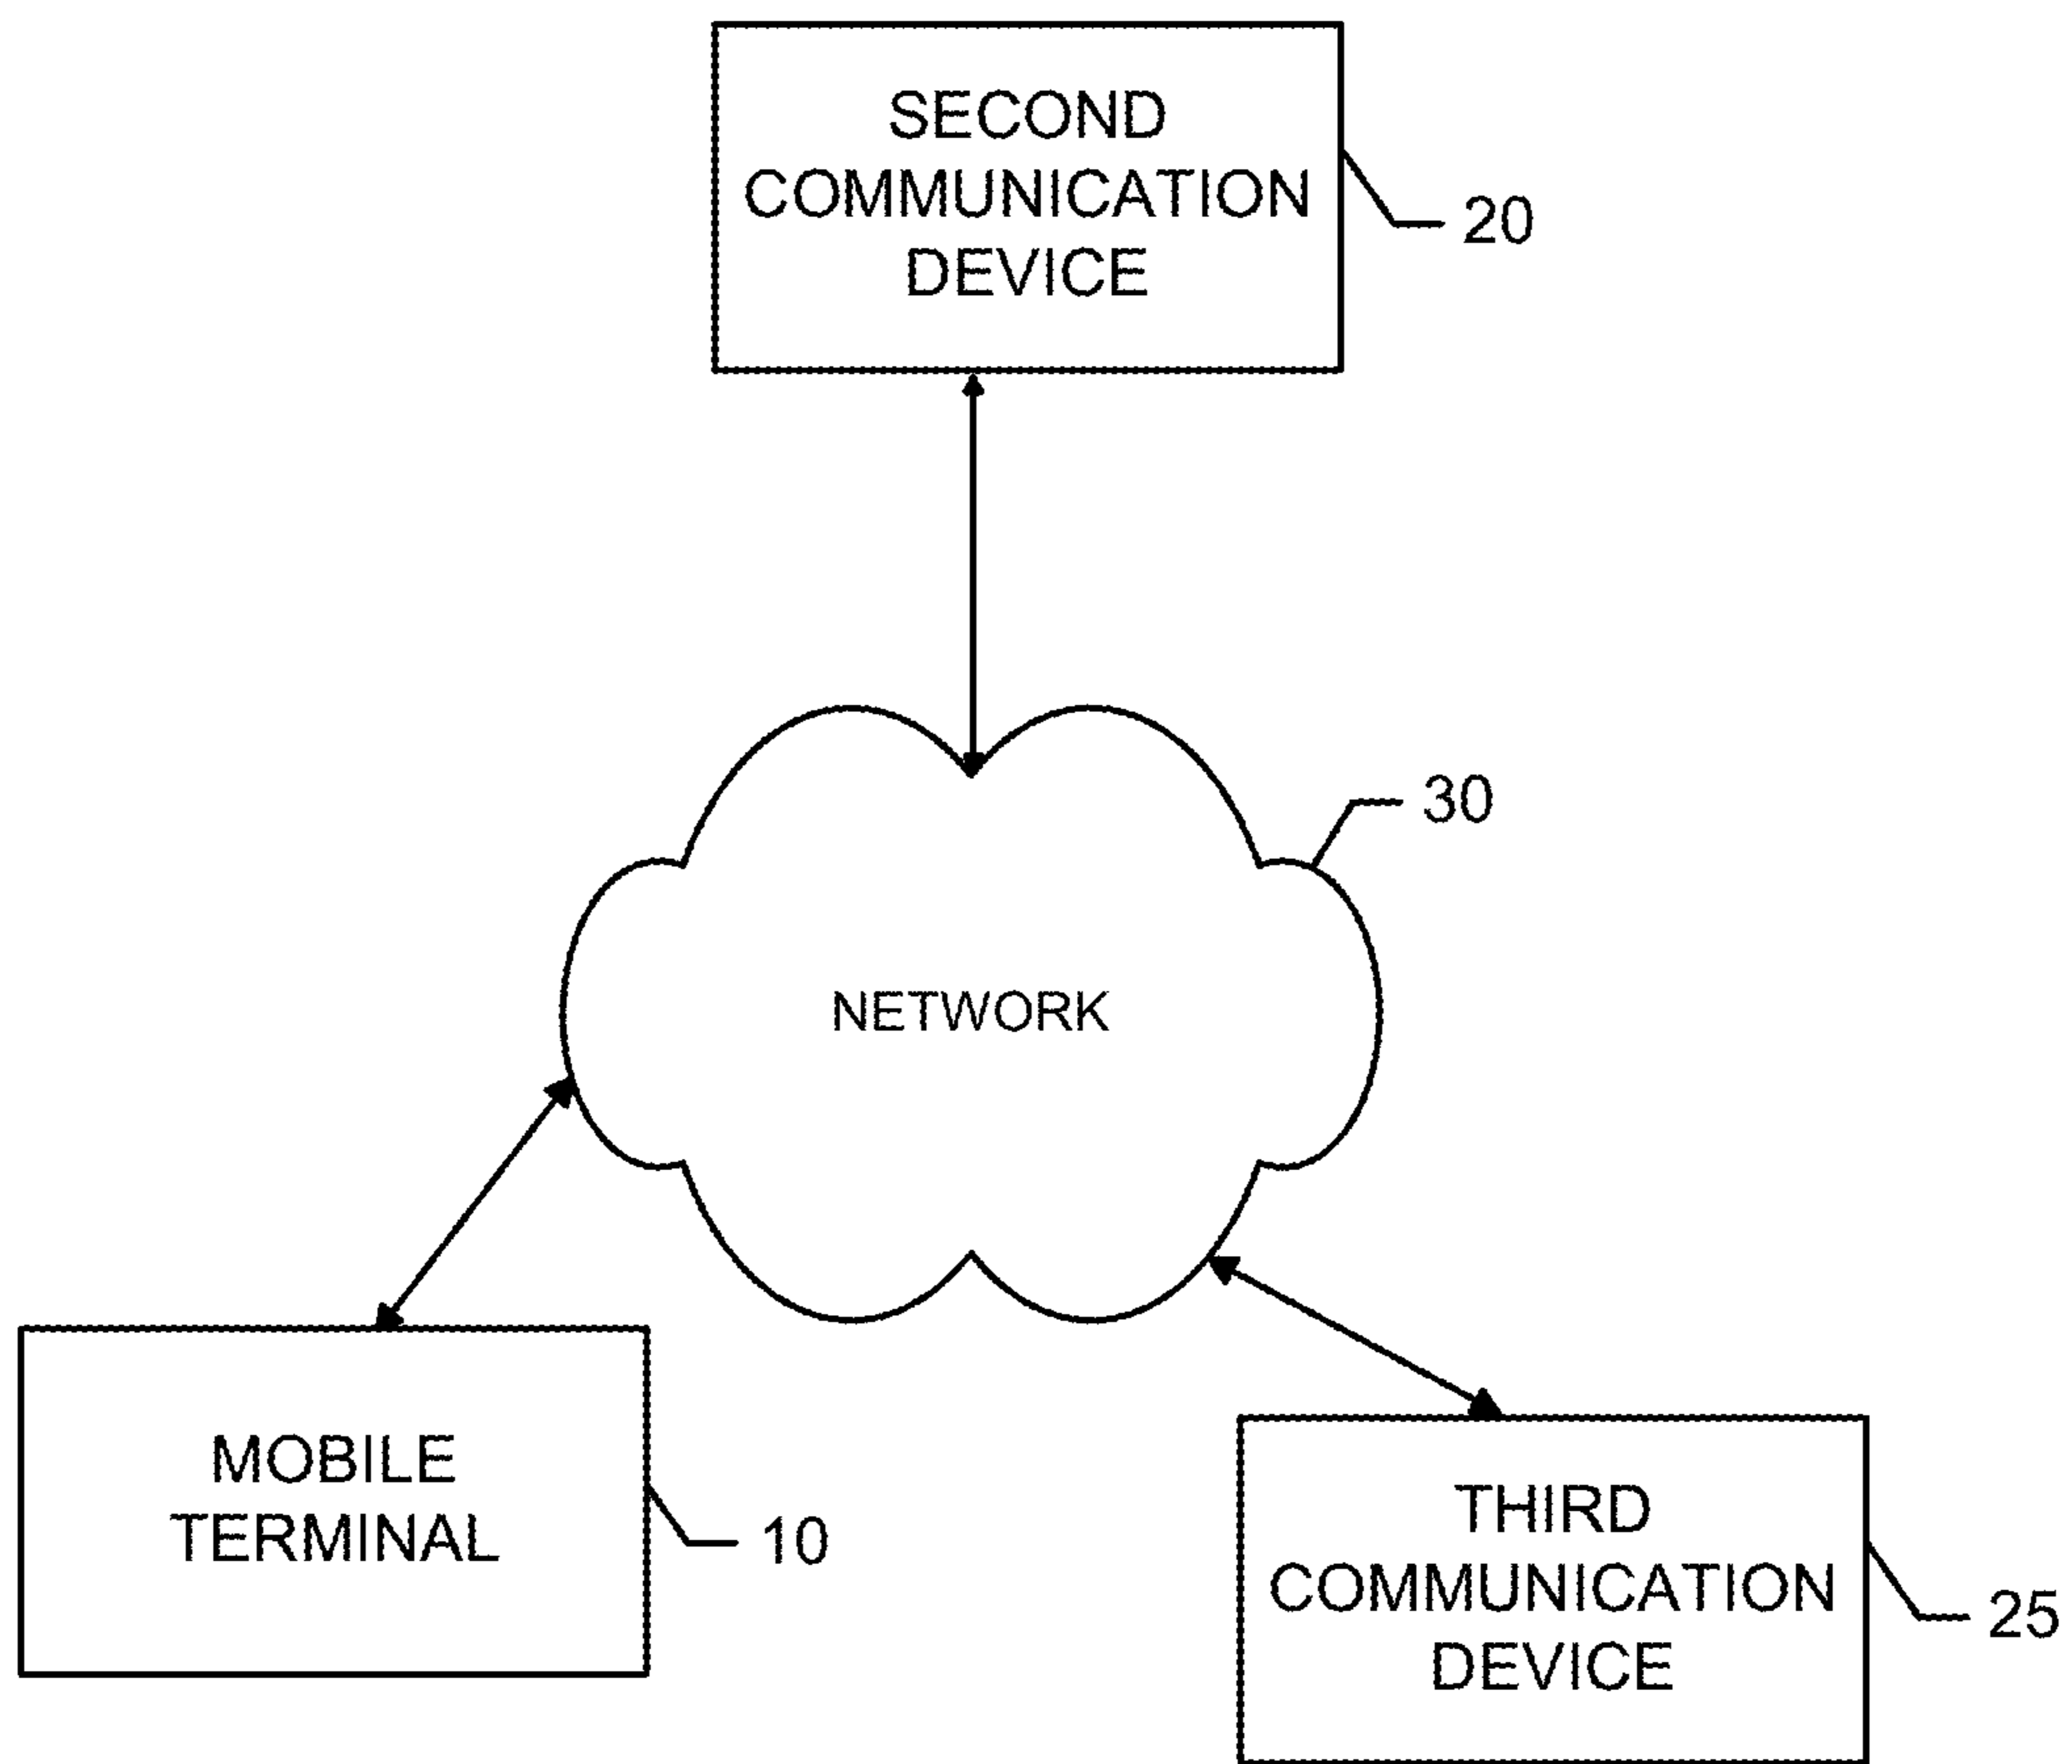 SECOND
COMMUNICATION
DEVICE
20
30
NETWORK
MOBILE
TERMINAL
10
THIRD
COMMUNICATION
DEVICE
25